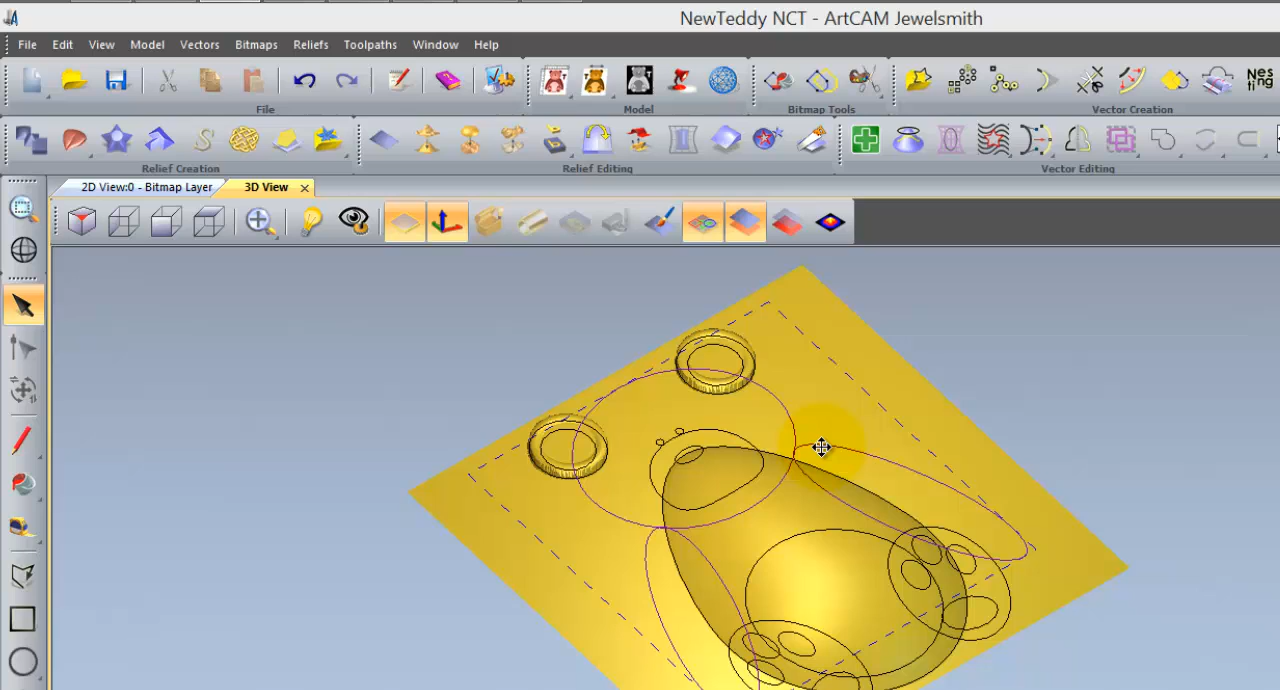 NewTeddy NCT - ArtCAM Jewelsmith
File Edit View Model Vectors Bitmaps Reliefs Toolpaths Window Help
Nes
ting
File Model Bitmap Tools Vector Creation
Relief Creation Relief Editing Vector Editing
2D View:0 - Bitmap Layer 3D View